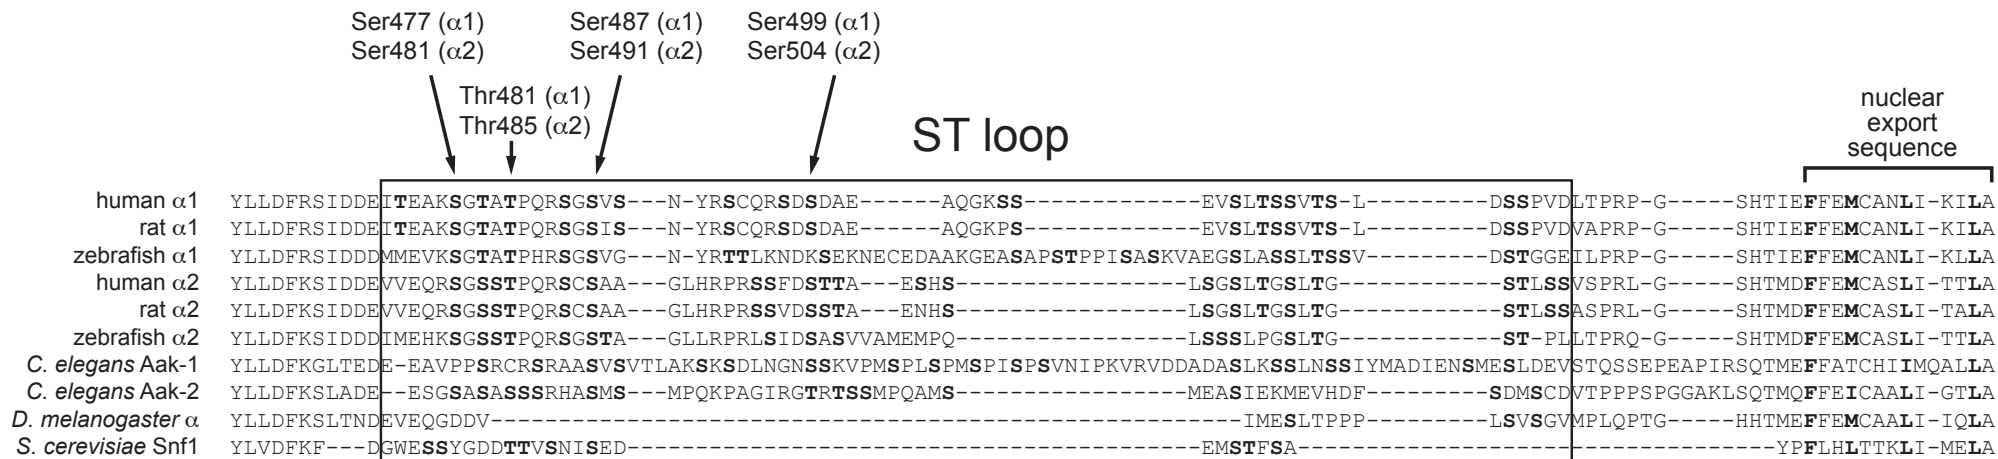 Ser477 (α1) Ser487 (α1) Ser499 (α1)
Ser481 (α2) Ser491 (α2) Ser504 (α2)
Thr481 (α1)
Thr485 (α2)
ST loop
nuclear
export
sequence
human α1 YLLDFRSIDDEITEAKSGTATPQRSGSVS---N-YRSCQRSDSDAE------AQGKSS-------------EVSLTSSVTS-L---------DSSPVDLTPRP-G-----SHTIEFFEMCANLI-KILA
rat α1 YLLDFRSIDDEITEAKSGTATPQRSGSIS---N-YRSCQRSDSDAE------AQGKPS-------------EVSLTSSVTS-L---------DSSPVDVAPRP-G-----SHTIEFFEMCANLI-KILA
zebrafish α1 YLLDFRSIDDDMMEVKSGTATPHRSGSVG---N-YRTTLKNDKSEKNECEDAAKGEASAPSTPPISASKVAEGSLASSLTSSV---------DSTGGEILPRP-G-----SHTIEFFEMCANLI-KLLA
human α2 YLLDFRSIDDEVVEQRSGSSTPQRSCSAA---GLHRPRSSFDSTTA---ESHS-----------------LSGSLTGSLTG------------STLSSVSPRL-G-----SHTMDFFEMCASLI-TTLA
rat α2 YLLDFRSIDDEVVEQRSGSSTPQRSCSAA---GLHRPRSSVDSSTA---ENHS-----------------LSGSLTGSLTG------------STLSSASPRL-G-----SHTMDFFEMCASLI-TALA
zebrafish α2 YLLDFRSIDDDIMEHKSGSSTPQRSGSTA---GLLRPRLSIDSASVVAMEMPQ-----------------LSSSLPGSLTG------------ST-PLLTPRQ-G-----SHTMDFFEMCASLI-TTLA
C. elegans Aak-1 YLLDFKGLTEDE-EAVPPSRCRSRAASVSVTLAKSKSDLNGNSSKVPMSPLSPMSPISPSVNIPKVRVDDADASLKSSLNSSIYMADIENSMESLDEVSTQSSEPEAPIRSQTMEFFATCHIIMQALLA
C. elegans Aak-2 YLLDFKSLADEE--ESGSASASSSRHASMS---MPQKPAGIRGTRTSSMPQAMS-----------------MEASIEKMEVHDF---------SDMSCDVTPPPSPGGAKLSQTMQFFEICAALI-GTLA
D. melanogaster α YLLDFKSLTNDEVEQGDDV-------------------------------------------------------IMESLTPPP---------LSVSGVMPLQPTG-----HHTMEFFEMCAALI-IQLA
S. cerevisiae Snf1 YLVDFKF---DGWESSYGDDTTVSNISED------------------------------------------EMSTFSA-----------------------------------YPFLHLTTKLI-MELA